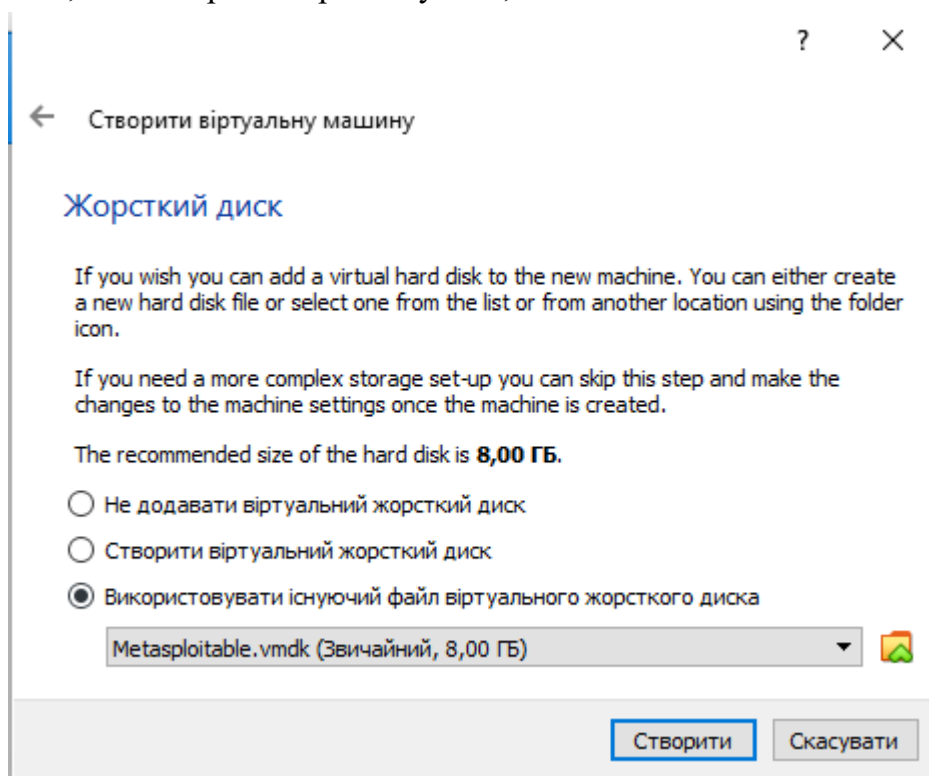 ?
Створити віртуальну машину
Жорсткий диск
If you wish you can add a virtual hard disk to the new machine. You can either create
a new hard disk file or select one from the list or from another location using the folder
icon.
If you need a more complex storage set-up you can skip this step and make the
changes to the machine settings once the machine is created.
The recommended size of the hard disk is 8,00 ГБ.
Не додавати віртуальний жорсткий диск
Створити віртуальний жорсткий диск
Використовувати існуючий файл віртуального жорсткого диска
Metasploitable.vmdk (Звичайний, 8,00 ГБ)
Створити Скасувати